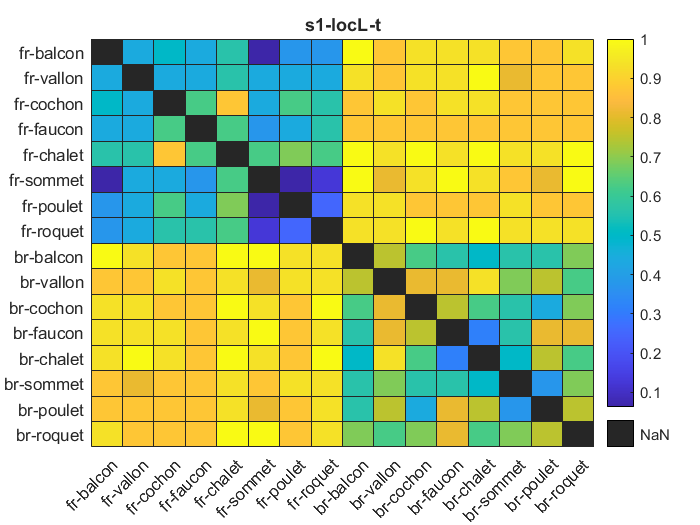 s1-locL-t
fr-balcon
fr-vallon
fr-cochon
fr-faucon
fr-chalet
fr-sommet
fr-poulet
fr-roquet
br-balcon
br-vallon
br-cochon
br-faucon
br-chalet
br-sommet
br-poulet
br-roquet
fr-balcon
fr-vallon
fr-cochon
fr-faucon
fr-chalet
fr-sommet
fr-poulet
fr-roquet
br-balcon
br-vallon
br-cochon
br-faucon
br-chalet
br-sommet
br-poulet
br-roquet
1
0.9
0.8
0.7
0.6
0.5
0.4
0.3
0.2
0.1
NaN